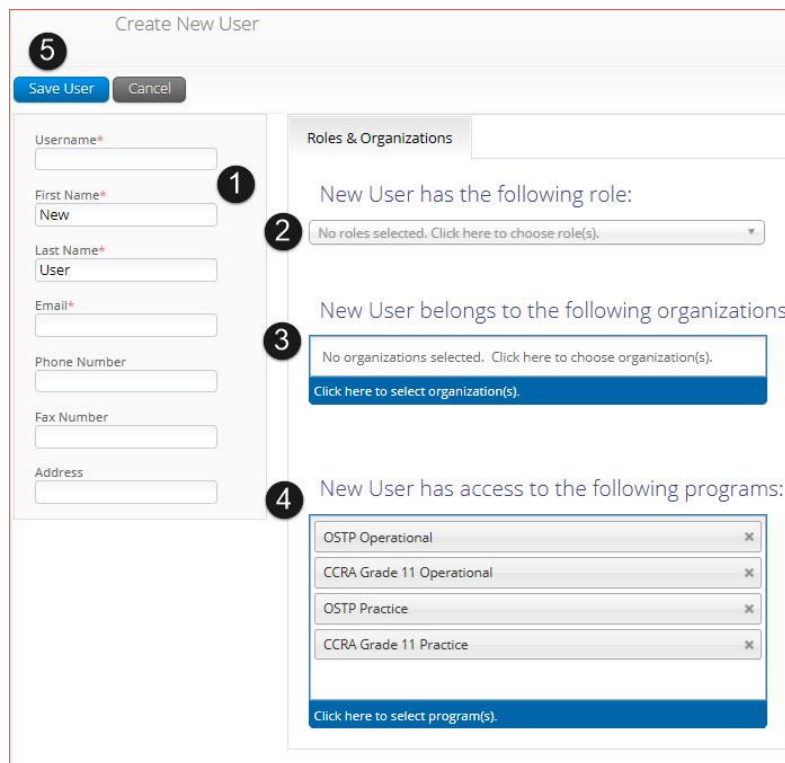 Create New User
5
Save User Cancel
Username*
1
First Name*
New
Last Name*
User
Email*
Phone Number
Fax Number
Address
Roles & Organizations
New User has the following role:
2
No roles selected. Click here to choose role(s).
New User belongs to the following organizations
3
No organizations selected. Click here to choose organization(s).
Click here to select organization(s).
New User has access to the following programs:
4
OSTP Operational
CCRA Grade 11 Operational
OSTP Practice
CCRA Grade 11 Practice
Click here to select program(s).